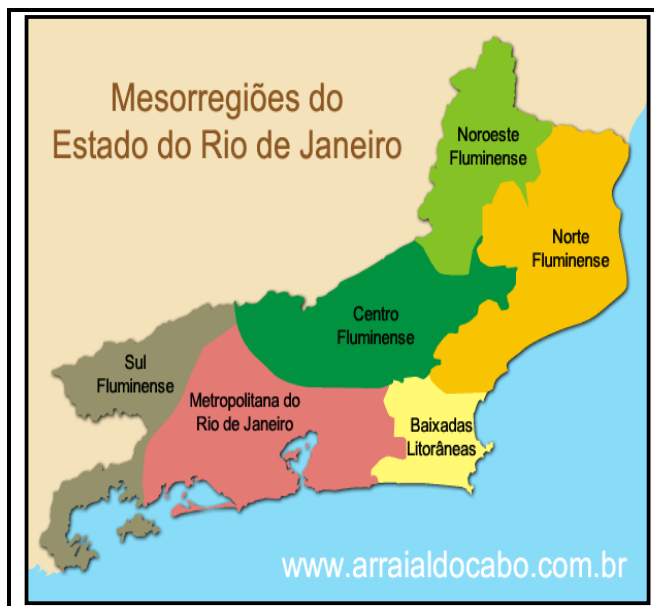 Mesorregiões do
Estado do Rio de Janeiro
Noroeste
Fluminense
Norte
Fluminense
Centro
Fluminense
Sul
Fluminense
Metropolitana do
Rio de Janeiro
Baixadas
Litorâneas
www.arraialdocabo.com.br